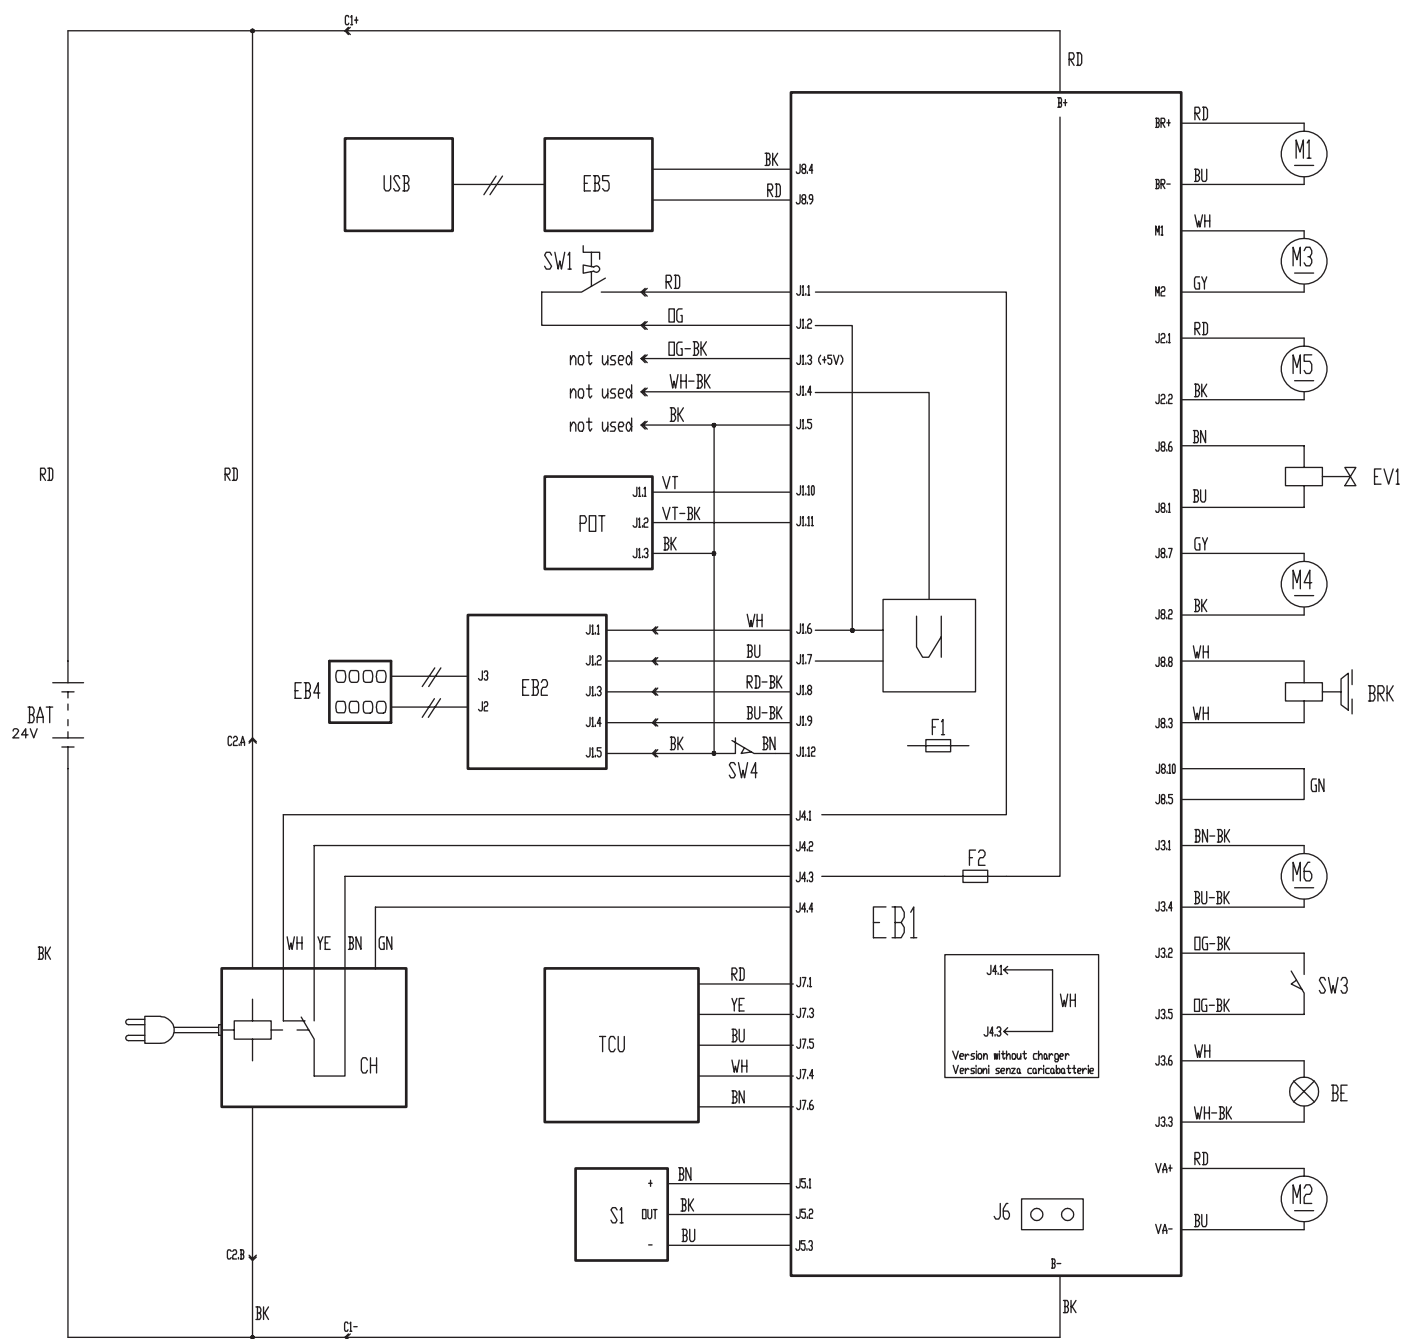 C1+
RD
B+
BR+
RD
M1
BR-
BU
USB
EB5
BK
J8.4
RD
J8.9
M1
WH
M3
M2
GY
SW1
RD
J1.1
OG
J1.2
not used
OG-BK
J1.3 (+5V)
not used
WH-BK
J1.4
not used
BK
J1.5
J2.1
RD
M5
J2.2
BK
J8.6
BN
EV1
J8.1
BU
RD
RD
POT
J1.1
VT
J1.10
J1.2
VT-BK
J1.11
J1.3
BK
J8.7
GY
M4
J8.2
BK
EB4
J3
J2
EB2
J1.1
WH
J1.6
J1.2
BU
J1.7
J1.3
RD-BK
J1.8
J1.4
BU-BK
J1.9
J1.5
BK
SW4
BN
J1.12
F1
J8.8
WH
BRK
J8.3
WH
BAT
24V
C2.A
J8.10
GN
J8.5
J4.1
J4.2
J4.3
J4.4
F2
EB1
J3.1
BN-BK
M6
J3.4
BU-BK
BK
WH
YE
BN
GN
CH
J3.2
OG-BK
SW3
J3.5
OG-BK
J4.1
WH
J4.3
Version without charger
Versioni senza caricabatterie
TCU
RD
J7.1
YE
J7.3
BU
J7.5
WH
J7.4
BN
J7.6
J3.6
WH
BE
J3.3
WH-BK
S1
+
OUT
-
BN
J5.1
BK
J5.2
BU
J5.3
J6
VA+
RD
M2
VA-
BU
C2.B
B-
BK
BK
C1-